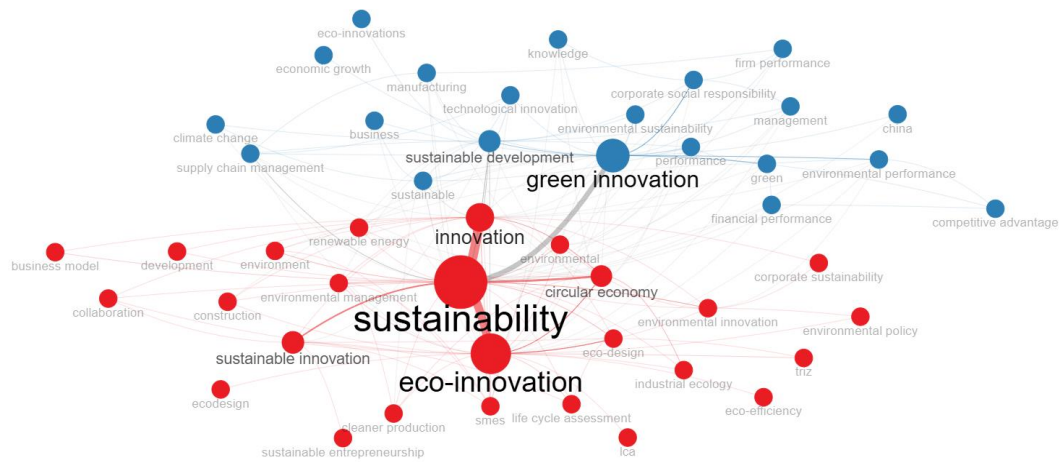 eco-innovations
knowledge
economic growth
firm performance
manufacturing
corporate social responsibility
technological innovation
management
climate change
business
environmental sustainability
china
supply chain management
sustainable development
performance
environmental performance
green innovation
green
sustainable
financial performance
competitive advantage
innovation
renewable energy
environmental
business model
development
environment
corporate sustainability
circular economy
environmental management
collaboration
construction
sustainability
environmental innovation
environmental policy
sustainable innovation
eco-design
triz
eco-innovation
industrial ecology
ecodesign
eco-efficiency
smes
life cycle assessment
cleaner production
sustainable entrepreneurship
lca